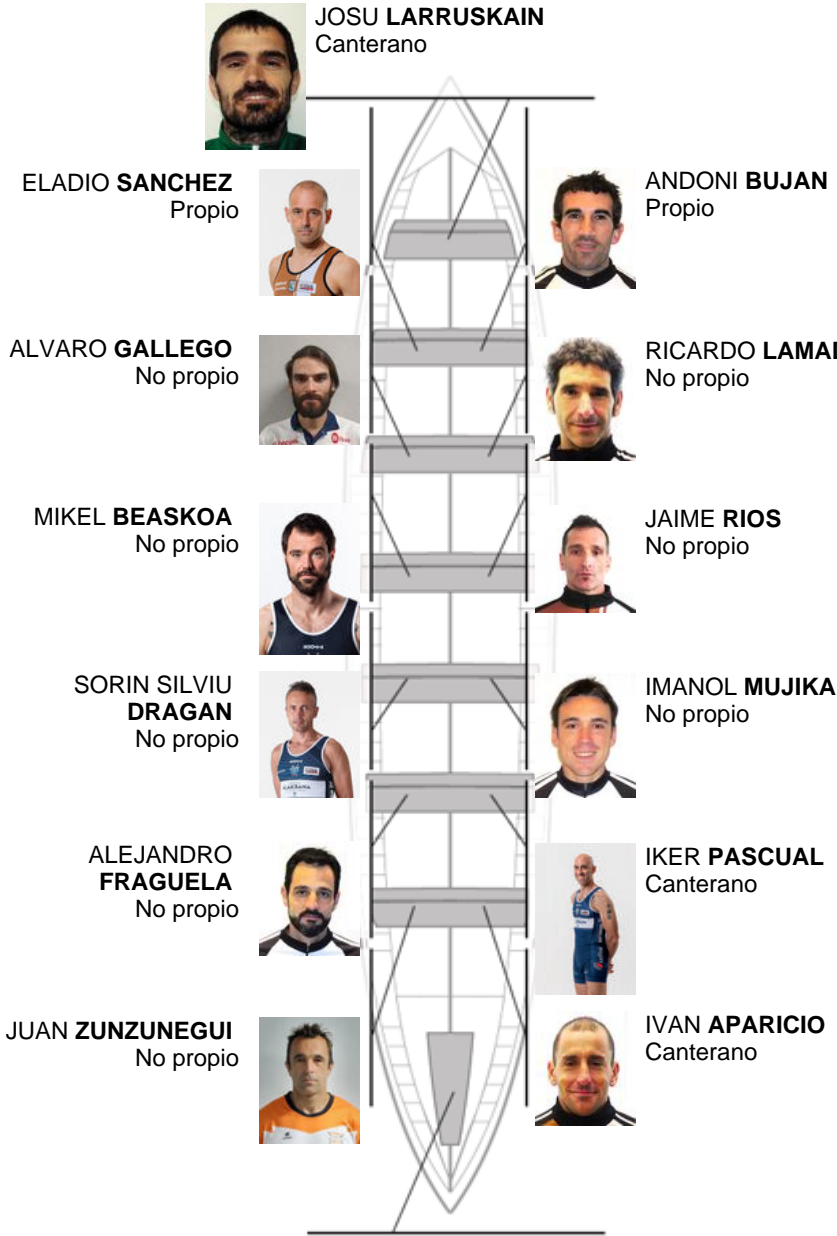 JOSU LARRUSKAIN
Canterano
ELADIO SANCHEZ
Propio
ANDONI BUJAN
Propio
ALVARO GALLEGO
No propio
RICARDO LAMAI
No propio
MIKEL BEASKOA
No propio
JAIME RIOS
No propio
SORIN SILVIU
DRAGAN
No propio
IMANOL MUJIKA
No propio
ALEJANDRO
FRAGUELA
No propio
IKER PASCUAL
Canterano
JUAN ZUNZUNEGUI
No propio
IVAN APARICIO
Canterano